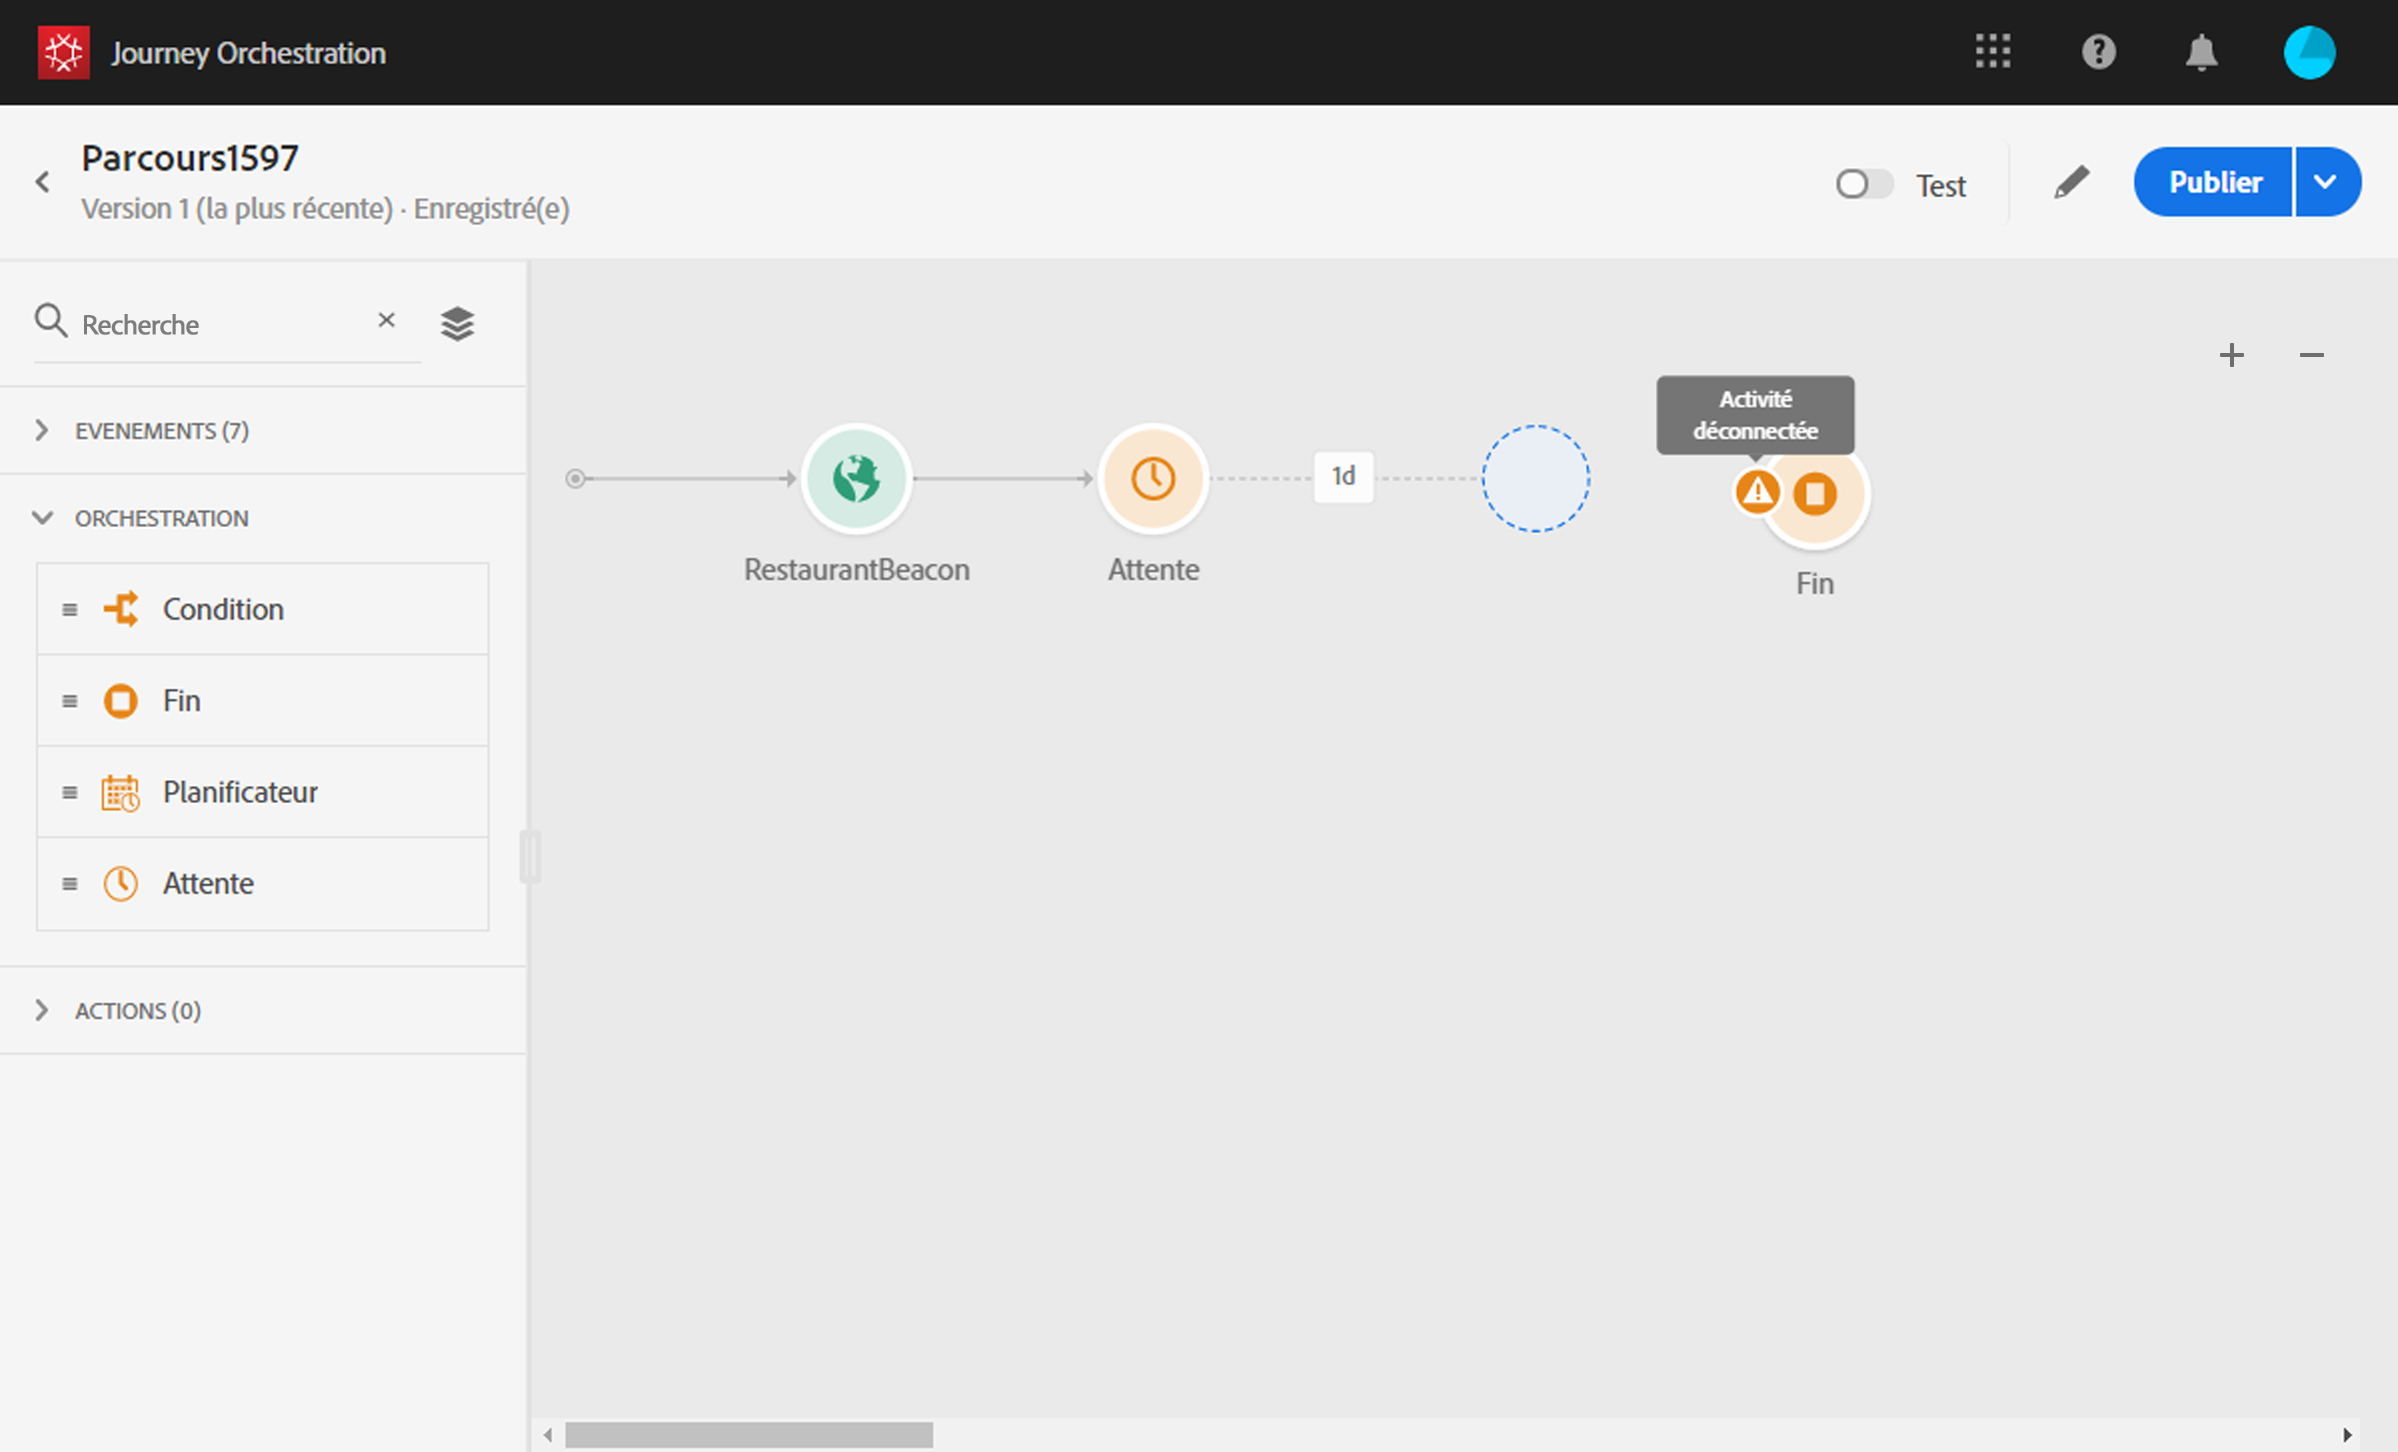 Journey Orchestration
Parcours1597
Version 1 (la plus récente) · Enregistré(e)
Test
Publier
Recherche
EVENEMENTS (7)
ORCHESTRATION
Condition
Fin
Planificateur
Attente
ACTIONS (0)
RestaurantBeacon
Attente
1d
Activité
déconnectée
Fin